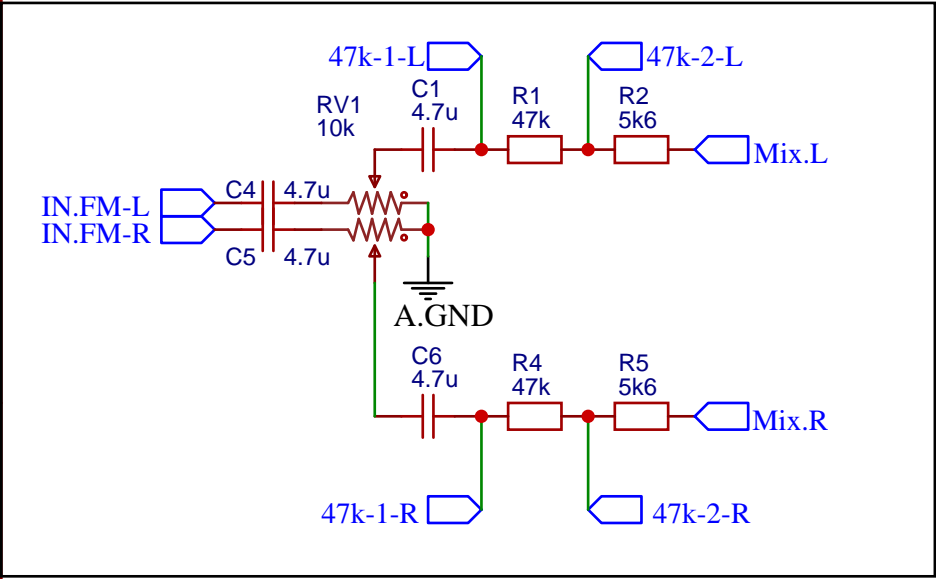 47k-1-L
47k-2-L
C1
4.7u
R1
47k
R2
5k6
RV1
10k
Mix.L
C4
4.7u
IN.FM-L
IN.FM-R
C5
4.7u
A.GND
C6
4.7u
R4
47k
R5
5k6
Mix.R
47k-1-R
47k-2-R